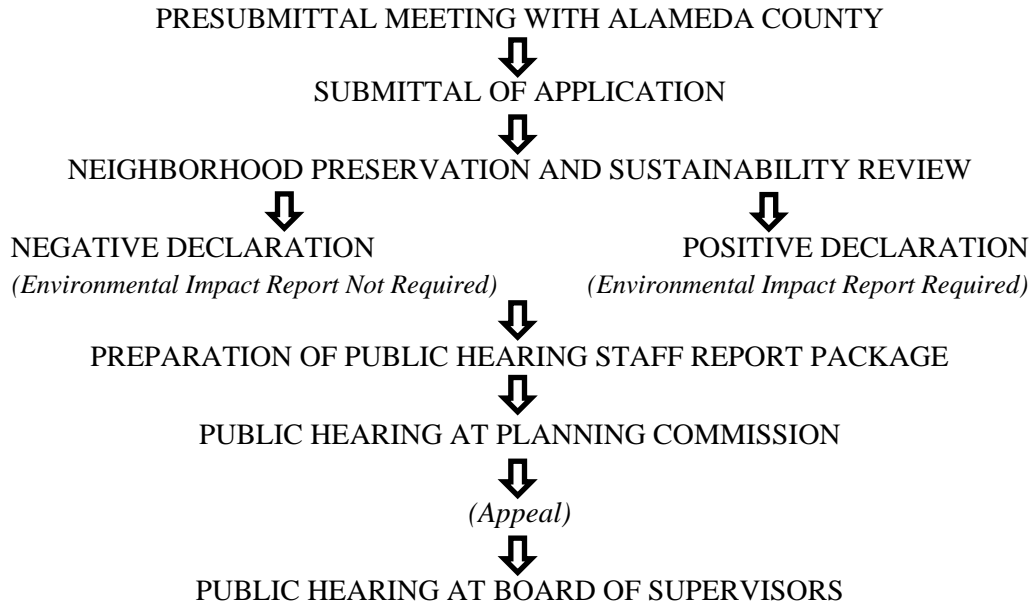 PRESUBMITTAL MEETING WITH ALAMEDA COUNTY
SUBMITTAL OF APPLICATION
NEIGHBORHOOD PRESERVATION AND SUSTAINABILITY REVIEW
NEGATIVE DECLARATION
(Environmental Impact Report Not Required)
POSITIVE DECLARATION
(Environmental Impact Report Required)
PREPARATION OF PUBLIC HEARING STAFF REPORT PACKAGE
PUBLIC HEARING AT PLANNING COMMISSION
(Appeal)
PUBLIC HEARING AT BOARD OF SUPERVISORS